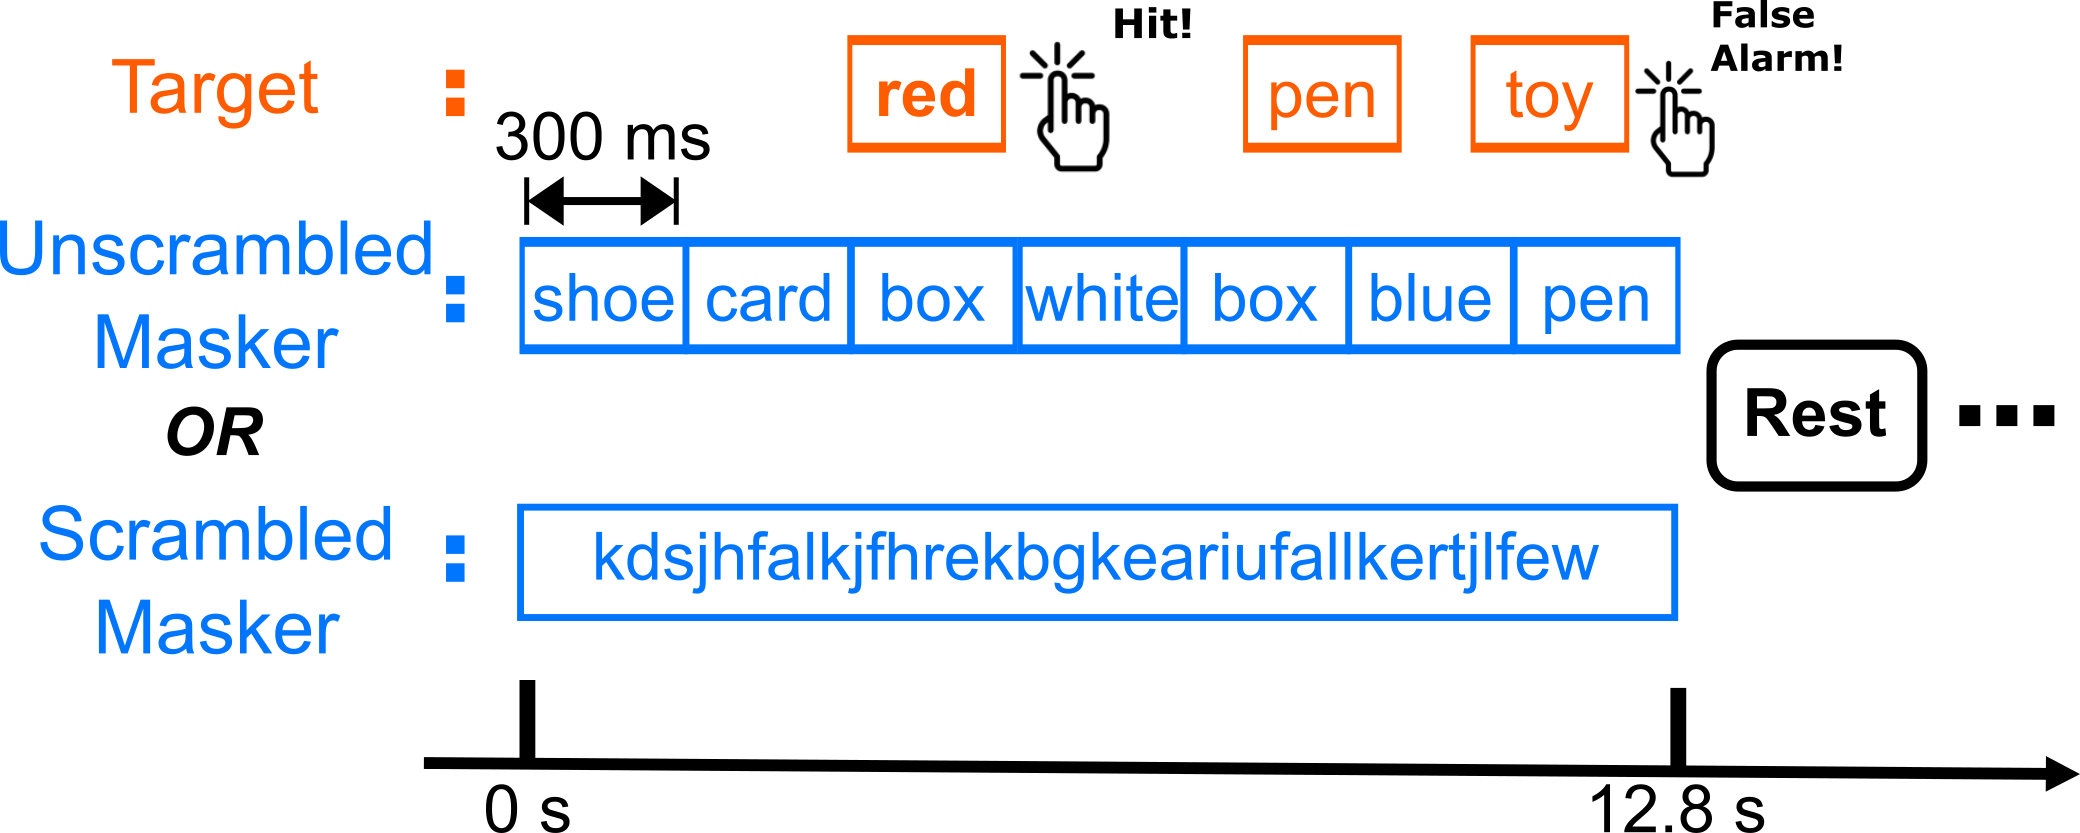 Target :
red
Hit!
pen
toy
False
Alarm!
300 ms
Unscrambled
Masker :
shoe card box white box blue pen
OR
Rest ...
Scrambled
Masker :
kdsjhfalkjfhrekbgkeariufallkertjlfew
0 s
12.8 s